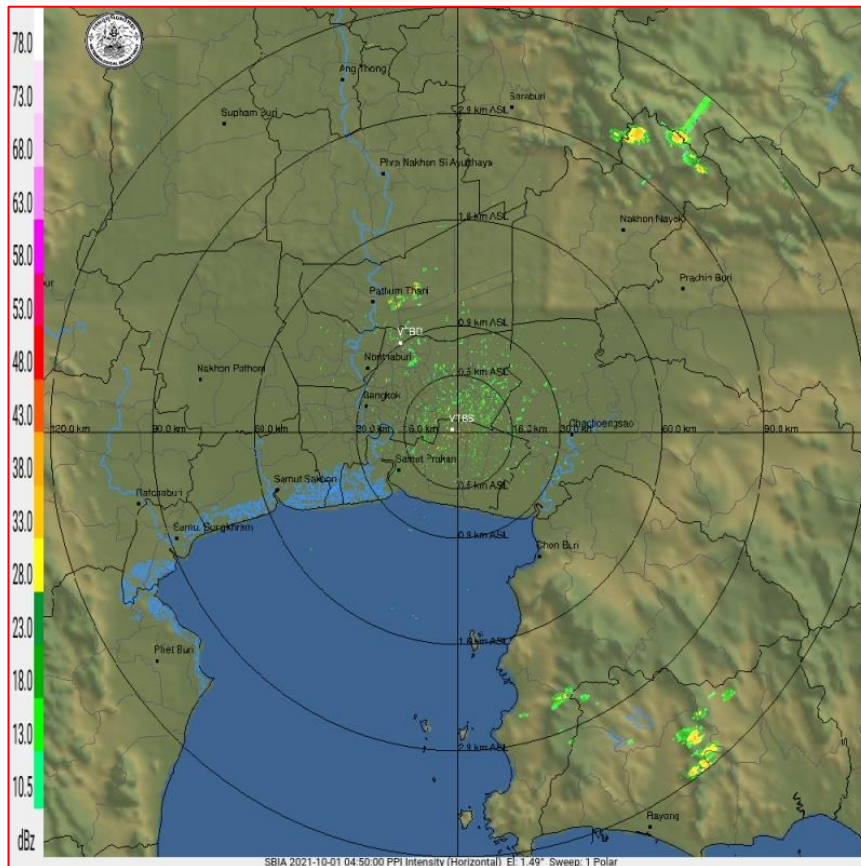 78.0
73.0
68.0
63.0
58.0
53.0
48.0
43.0
38.0
33.0
28.0
23.0
18.0
13.0
10.5
dBz
Ang Thong
Saraburi
Suphan Buri
2.9 km ASL
Phra Nakhon Si Ayutthaya
1.8 km ASL
Nakhon Nayok
Prachin Buri
Pathum Thani
0.9 km ASL
VTBD
Nonthaburi
0.5 km ASL
Nakhon Pathom
Bangkok
VTBS
Chachoengsao
120.0 km
90.0 km
60.0 km
30.0 km
16.2 km
30.0 km
60.0 km
90.0 km
Samut Prakan
Samut Sakhon
0.5 km ASL
Ratchaburi
Samut Songkhram
0.9 km ASL
Chon Buri
1.8 km ASL
Phet Buri
2.9 km ASL
Rayong
SBIA 2021-10-01 04:50:00 PPI Intensity (Horizontal) El: 1.49° Sweep: 1 Polar